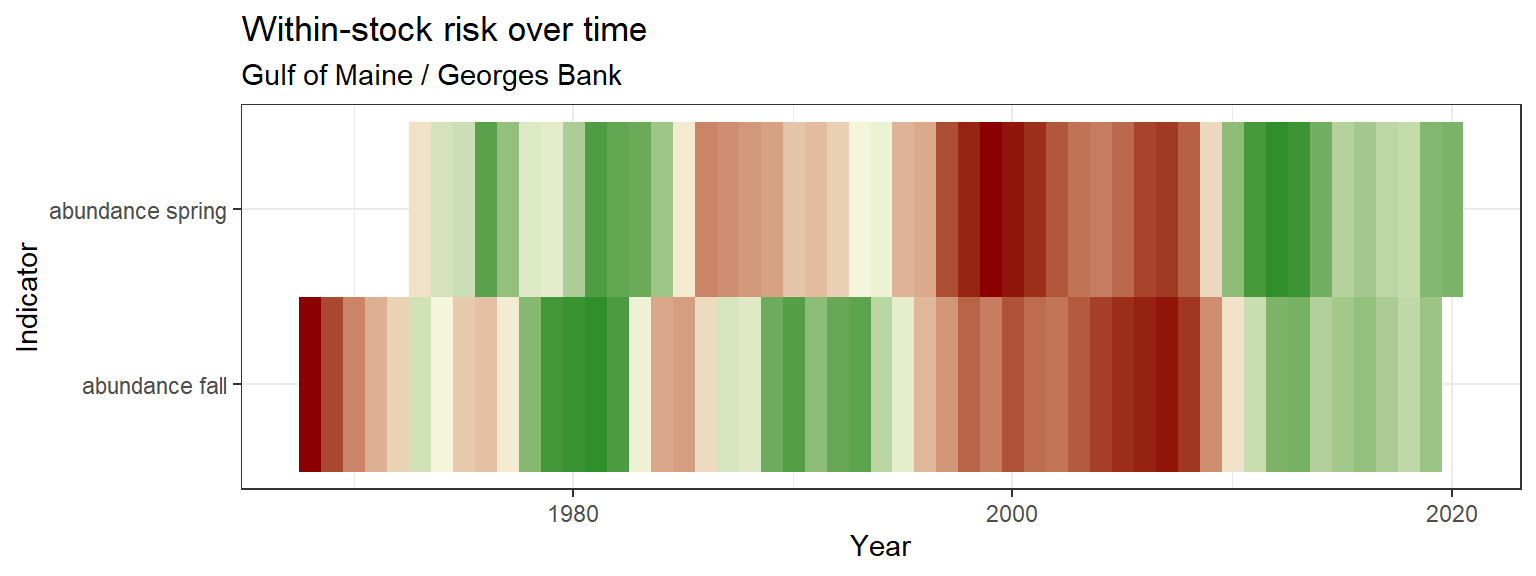 Within-stock risk over time
Gulf of Maine / Georges Bank
Indicator
abundance spring
abundance fall
1980 2000 2020
Year